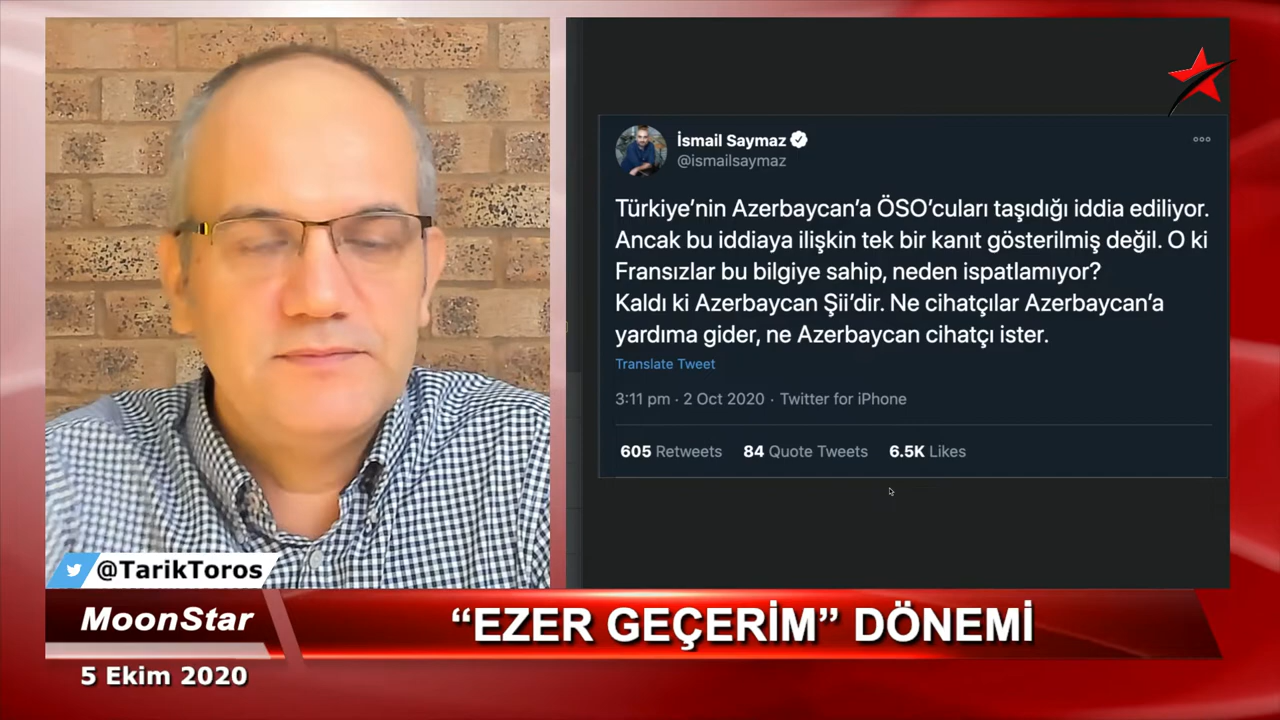 İsmail Saymaz
@ismailsaymaz
Türkiye'nin Azerbaycan'a ÖSO'cuları taşıdığı iddia ediliyor.
Ancak bu iddiaya ilişkin tek bir kanıt gösterilmiş değil. O ki
Fransızlar bu bilgiye sahip, neden ispatlamıyor?
Kaldı ki Azerbaycan Şii'dir. Ne cihatçılar Azerbaycan'a
yardıma gider, ne Azerbaycan cihatçı ister.
Translate Tweet
3:11 pm · 2 Oct 2020 · Twitter for iPhone
605 Retweets 84 Quote Tweets 6.5K Likes
@TarikToros
MoonStar
“EZER GEÇERİM” DÖNEMİ
5 Ekim 2020